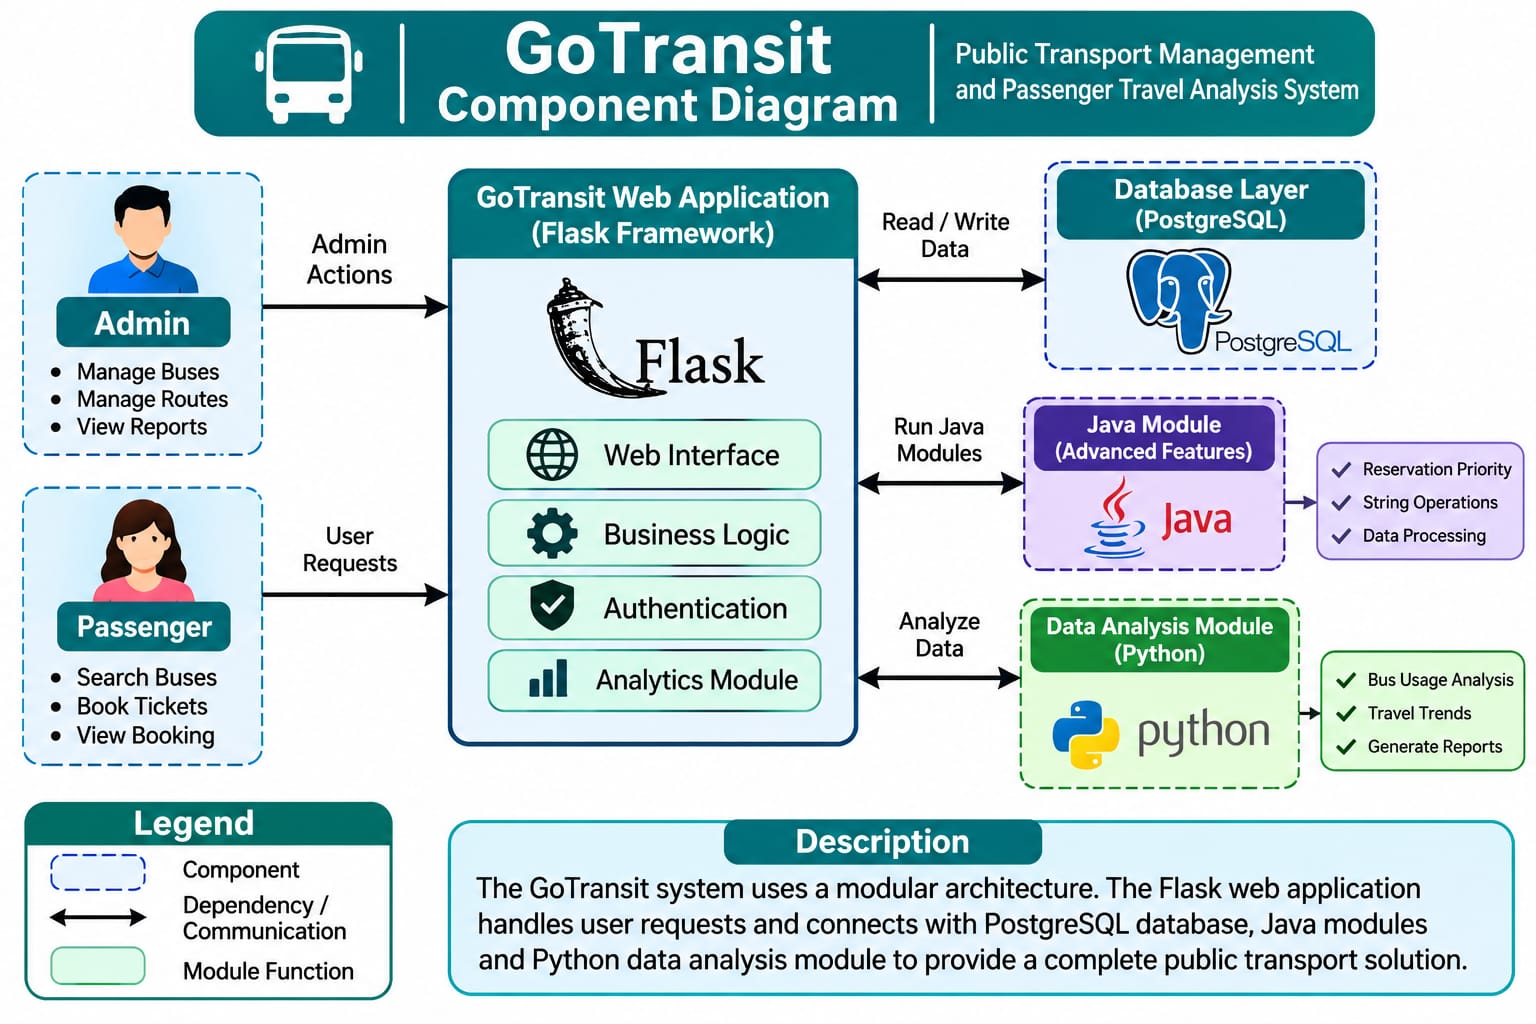 GoTransit
Component Diagram
Public Transport Management
and Passenger Travel Analysis System
Admin
• Manage Buses
• Manage Routes
• View Reports
Admin
Actions
Passenger
• Search Buses
• Book Tickets
• View Booking
User
Requests
GoTransit Web Application
(Flask Framework)
Flask
Web Interface
Business Logic
Authentication
Analytics Module
Read / Write
Data
Database Layer
(PostgreSQL)
PostgreSQL
Run Java
Modules
Java Module
(Advanced Features)
Java
Reservation Priority
String Operations
Data Processing
Analyze
Data
Data Analysis Module
(Python)
python
Bus Usage Analysis
Travel Trends
Generate Reports
Legend
Component
Dependency /
Communication
Module Function
Description
The GoTransit system uses a modular architecture. The Flask web application
handles user requests and connects with PostgreSQL database, Java modules
and Python data analysis module to provide a complete public transport solution.